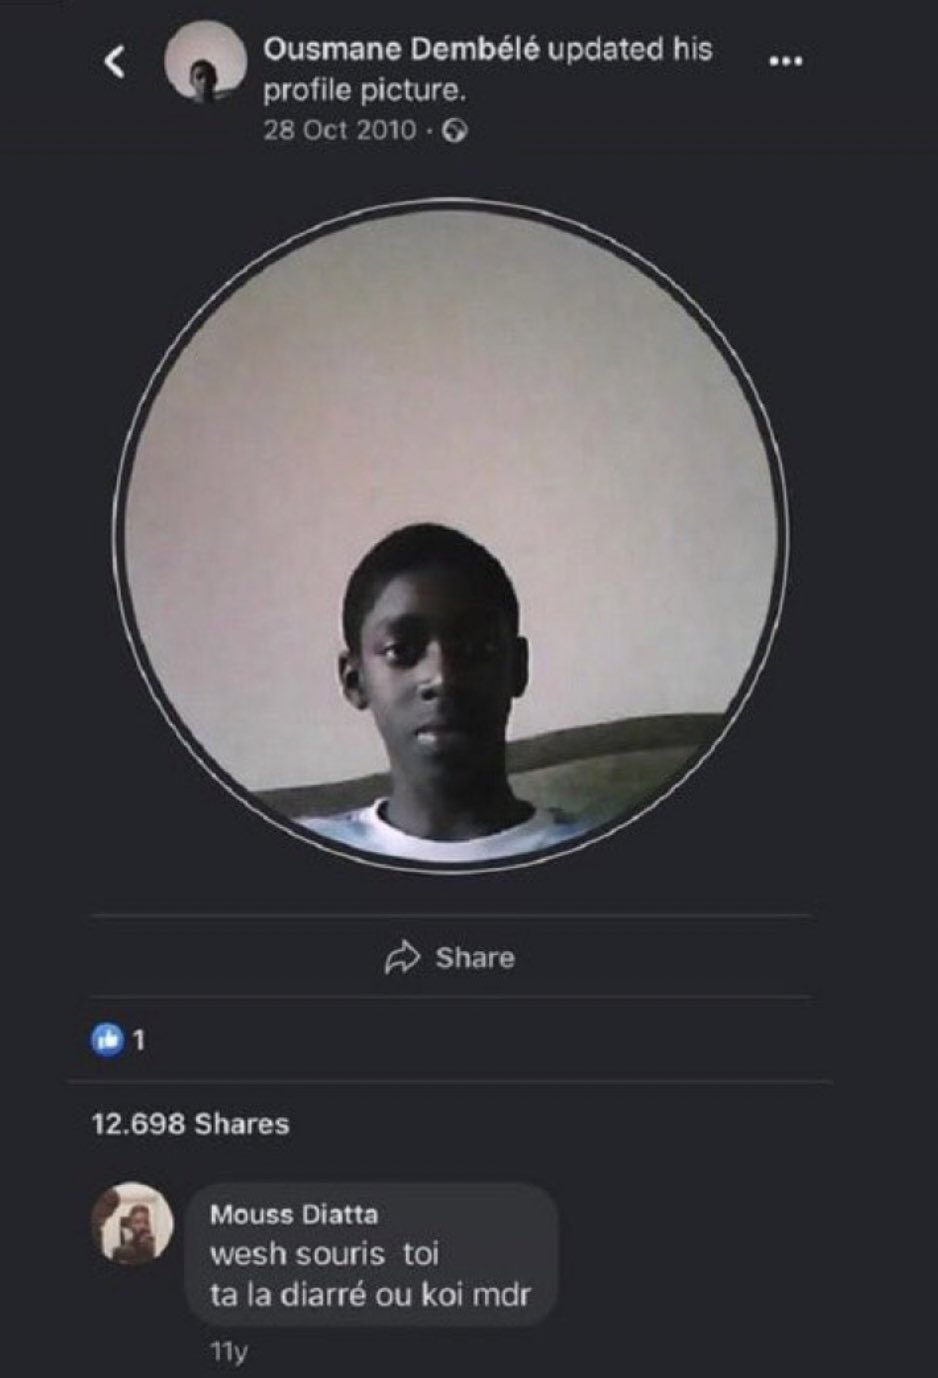 Ousmane Dembélé updated his
profile picture.
28 Oct 2010 ·
Share
1
12.698 Shares
Mouss Diatta
wesh souris toi
ta la diarré ou koi mdr
11y